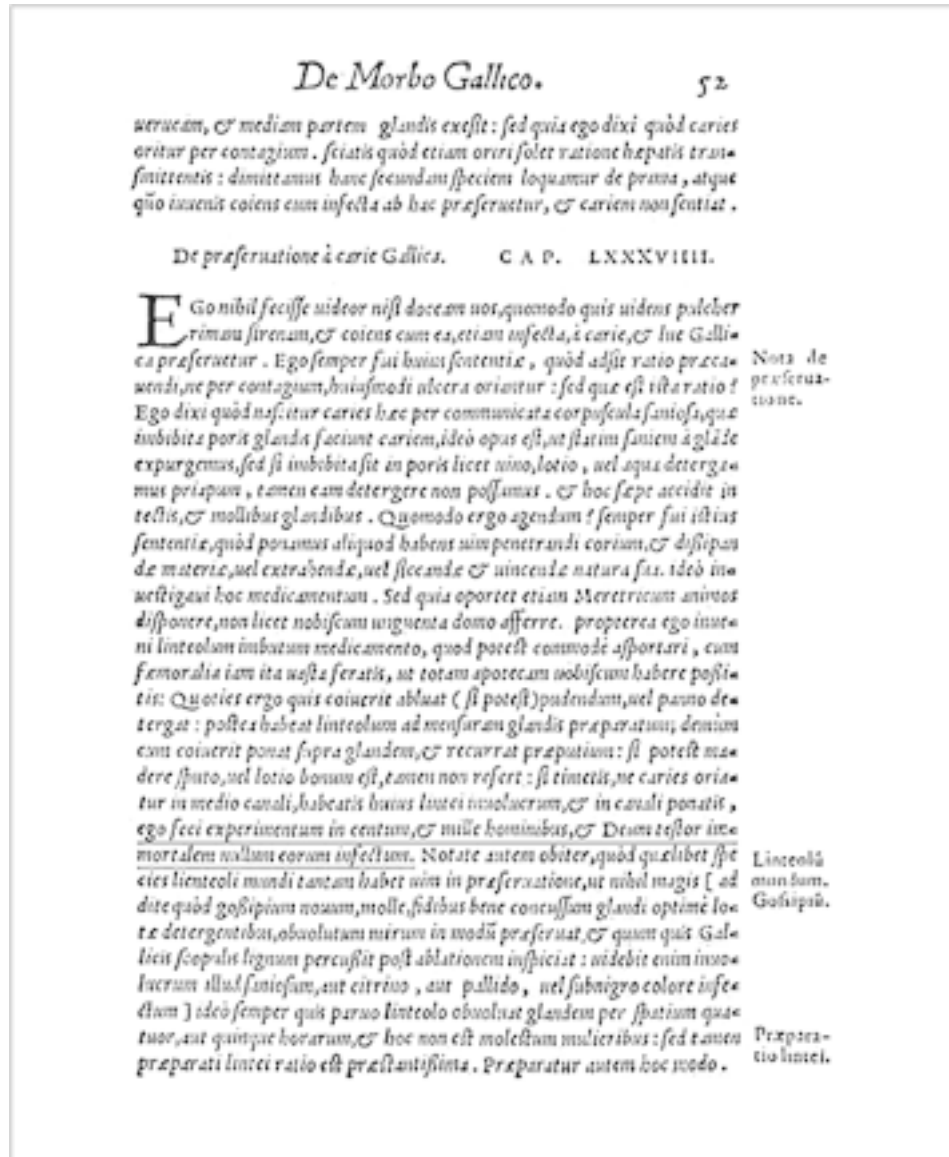 De Morbo Gallico. 52
uerucam, & mediam partem glandis exest: sed quia ego dixi quòd caries
oritur per contagium. sciatis quòd etiam oriri solet ratione hæpatis trans-
smittentis: dimittamus hanc secundam speciem loquamur de prima, atque
quō iuuenis coiens cum infecta ab hac præseruetur, & cariem non sentiat.
De præseruatione à carie Gallica. CAP. LXXXVIIII.
EGo nihil fecisse uideor nisi doceam uos, quomodo quis uidens pulcher
rimam sirenam, & coiens cum ea, etiam infecta, à carie, & lue Galli-
ca præseruetur. Ego semper fui huius sententiæ, quòd adsit ratio præca-
uendi, ne per contagium, huiusmodi ulcera oriantur: sed quæ est ista ratio?
Nota de
præserua-
tione.
Ego dixi quòd nascitur caries hæc per communicata corpuscula saniosa, quæ
imbibita poris glandis faciunt cariem, ideò opus est, ut statim saniem à glāde
expurgemus, sed si imbibita sit in poris licet uino, lotio, uel aqua deterga-
mus priapum, tamen eam detergere non possumus. & hoc sæpe accidit in
tectis, & mollibus glandibus. Quomodo ergo agendum? semper fui istius
sententiæ, quòd ponamus aliquod habens uim penetrandi corium, & dissipan
dæ materiæ, uel extrahendæ, uel siccandæ & uincendæ natura sua. ideò in-
uestigaui hoc medicamentum. Sed quia oportet etiam Meretricum animos
disponere, non licet nobiscum unguenta domo afferre. propterea ego inue-
ni linteolum imbutum medicamento, quod potest commodè asportari, cum
fæmoralia iam ita uasta feratis, ut totam apotecam uobiscum habere possi-
tis: Quoties ergo quis coiuerit abluat (si potest) pudendum, uel panno de-
tergat: postea habeat linteolum ad mensuram glandis præparatum; demùm
cum coiuerit ponat supra glandem, & recurrat præputium: si potest ma-
dere sputo, uel lotio bonum est, tamen non refert: si timetis, ne caries oria-
tur in medio canali, habeatis huius lintei inuolucrum, & in canali ponatis,
ego feci experimentum in centum, & mille hominibus, & Deum testor im-
mortalem nullum eorum infectum. Notate autem obiter, quòd quælibet spe
cies lienteoli mundi tantam habet uim in præseruatione, ut nihil magis [ ad
dite quòd gossipium nouum, molle, fidibus bene concussum glandi optimè lo-
Linteolū
mundum.
Gossipiū.
tæ detergentibus, obuolutum mirum in modū præseruat, & quum quis Gal-
licis scopulis lignum percussit post ablationem inspiciat: uidebit enim inuo-
lucrum illud saniosum, aut citrino, aut pallido, uel subnigro colore infe-
ctum ] ideò semper quis paruo linteolo obuoluat glandem per spatium qua-
tuor, aut quinque horarum, & hoc non est molestum mulieribus: sed tamen
præparati lintei ratio est præstantissima. Præparatur autem hoc modo.
Præpara-
tio lintei.